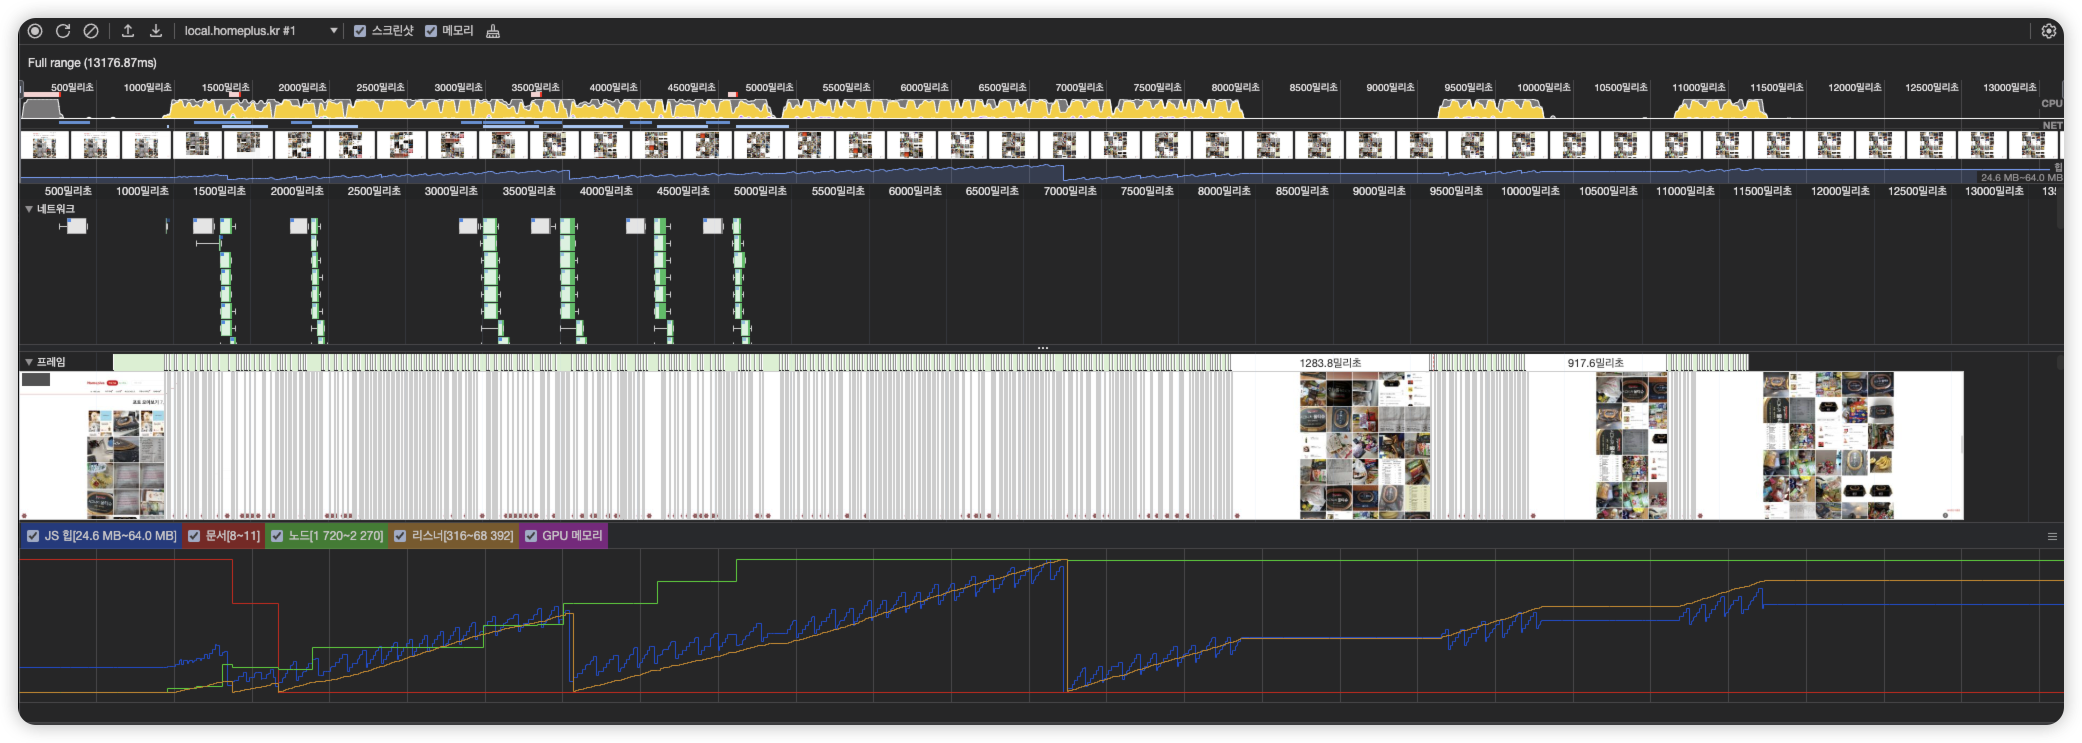 local.homeplus.kr #1 스크린샷 메모리
Full range (13176.87ms)
500밀리초 1000밀리초 1500밀리초 2000밀리초 2500밀리초 3000밀리초 3500밀리초 4000밀리초 4500밀리초 5000밀리초 5500밀리초 6000밀리초 6500밀리초 7000밀리초 7500밀리초 8000밀리초 8500밀리초 9000밀리초 9500밀리초 10000밀리초 10500밀리초 11000밀리초 11500밀리초 12000밀리초 12500밀리초 13000밀리초
CPU
NET
힙
24.6 MB~64.0 MB
500밀리초 1000밀리초 1500밀리초 2000밀리초 2500밀리초 3000밀리초 3500밀리초 4000밀리초 4500밀리초 5000밀리초 5500밀리초 6000밀리초 6500밀리초 7000밀리초 7500밀리초 8000밀리초 8500밀리초 9000밀리초 9500밀리초 10000밀리초 10500밀리초 11000밀리초 11500밀리초 12000밀리초 12500밀리초 13000밀리초
네트워크
프레임 1283.8밀리초 917.6밀리초
JS 힙[24.6 MB~64.0 MB] 문서[8~11] 노드[1 720~2 270] 리스너[316~68 392] GPU 메모리